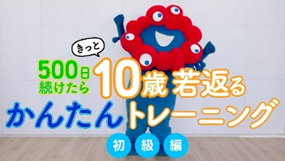 きっと
500日
続けたら
10歳若返る
かんたんトレーニング
初級編